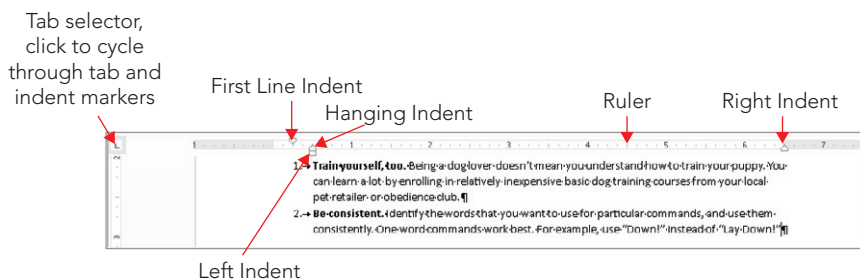 Tab selector,
click to cycle
through tab and
indent markers
First Line Indent
Hanging Indent
Ruler
Right Indent
L
1 1 2 3 4 5 6 7
1.→Train·yourself,·too.·Being·a·dog·lover·doesn't·mean·you·understand·how·to·train·your·puppy.·You·
can·learn·a·lot·by·enrolling·in·relatively·inexpensive·basic·dog·training·courses·from·your·local·
pet·retailer·or·obedience·club.¶
2.→Be·consistent.·Identify·the·words·that·you·want·to·use·for·particular·commands,·and·use·them·
consistently.·One·word·commands·work·best.·For·example,·use·"Down!"·instead·of·"Lay·Down!"¶
Left Indent